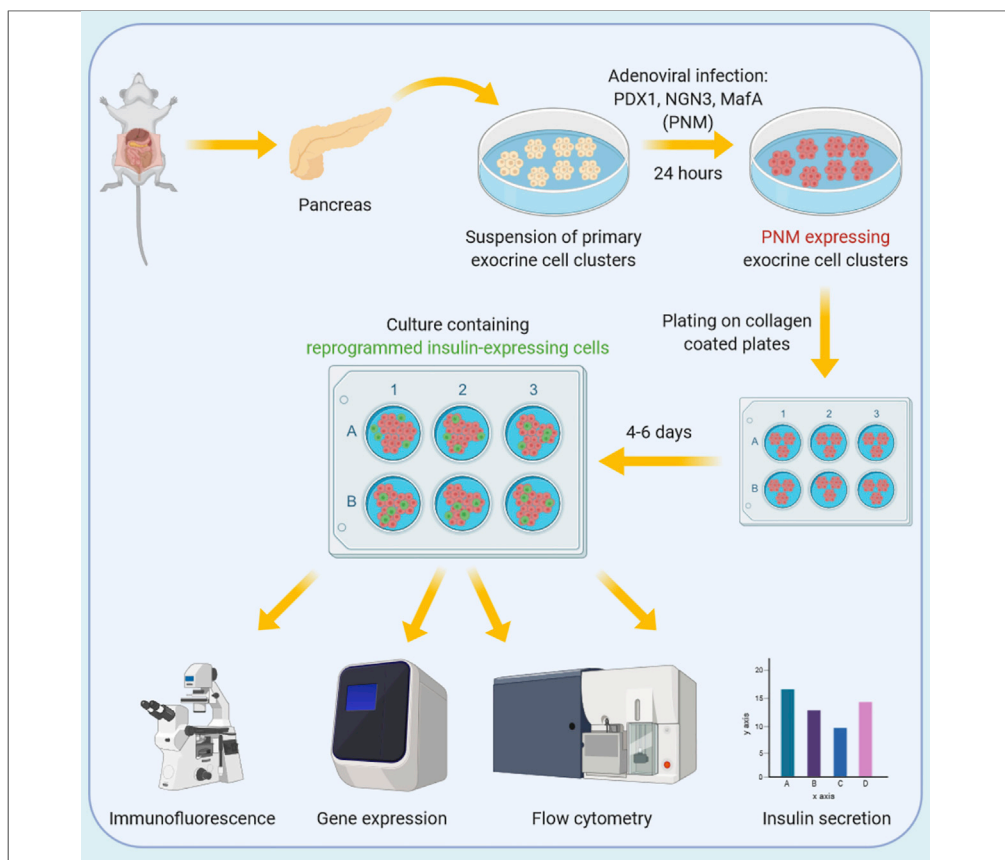 Adenoviral infection:
PDX1, NGN3, MafA
(PNM)
24 hours
Pancreas
Suspension of primary
exocrine cell clusters
PNM expressing
exocrine cell clusters
Plating on collagen
coated plates
Culture containing
reprogrammed insulin-expressing cells
1 2 3
A
B
4-6 days
1 2 3
A
B
20
15
10
5
0
y axis
A B C D
x axis
Immunofluorescence
Gene expression
Flow cytometry
Insulin secretion